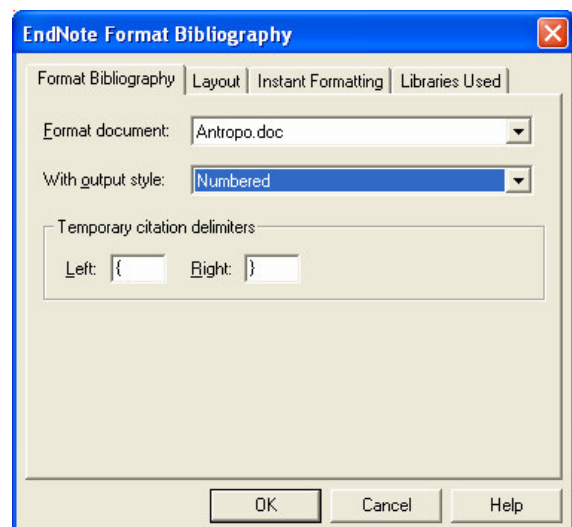 EndNote Format Bibliography
Format Bibliography Layout Instant Formatting Libraries Used
Format document: Antropo.doc
With output style: Numbered
Temporary citation delimiters
Left: { Right: }
OK Cancel Help